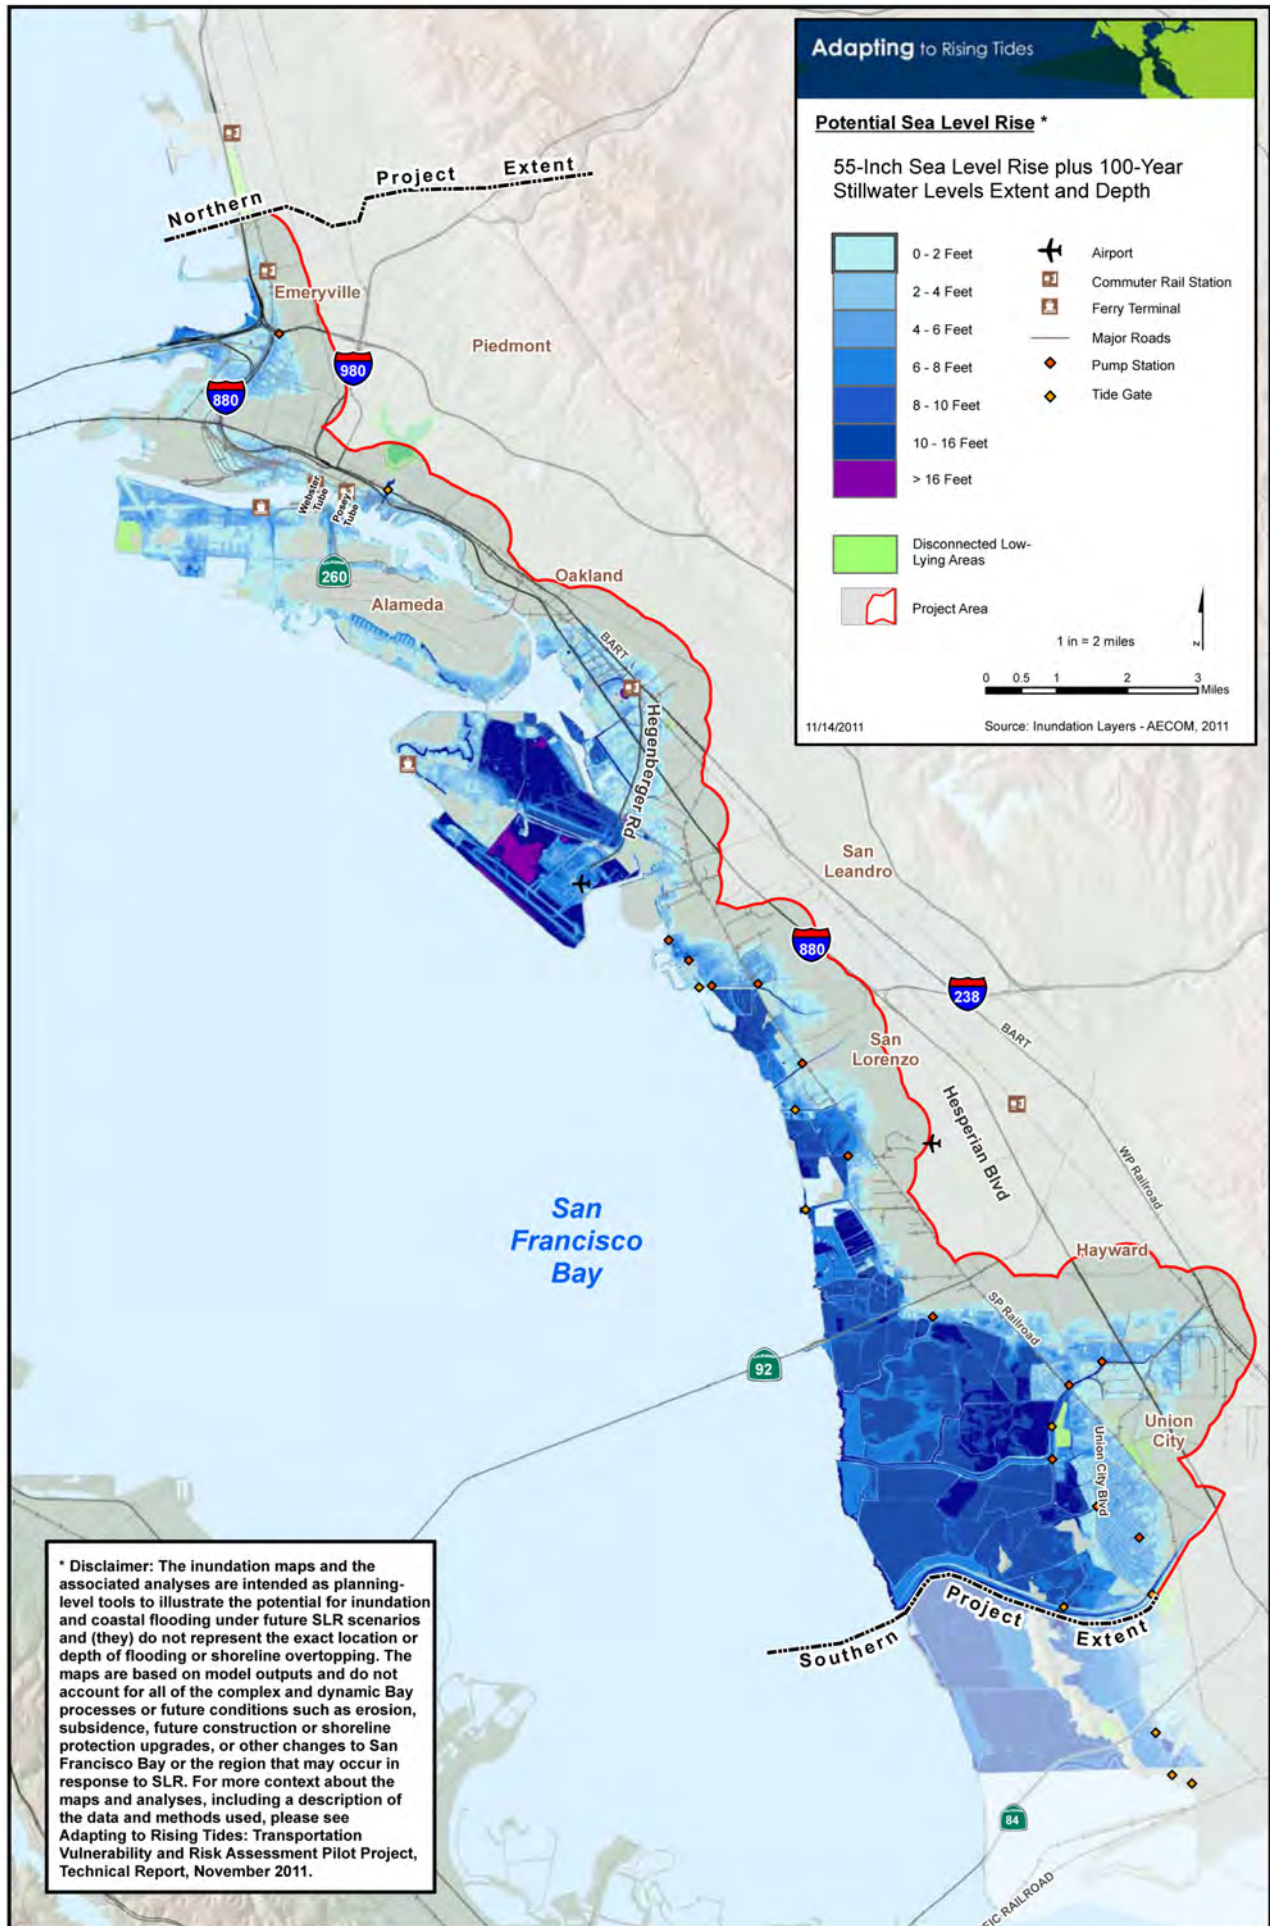 Adapting to Rising Tides
Potential Sea Level Rise *
55-Inch Sea Level Rise plus 100-Year
Stillwater Levels Extent and Depth
0 - 2 Feet
2 - 4 Feet
4 - 6 Feet
6 - 8 Feet
8 - 10 Feet
10 - 16 Feet
> 16 Feet
Airport
Commuter Rail Station
Ferry Terminal
Major Roads
Pump Station
Tide Gate
Disconnected Low-
Lying Areas
Project Area
1 in = 2 miles
N
0 0.5 1 2 3
Miles
11/14/2011
Source: Inundation Layers - AECOM, 2011
Northern Project Extent
Emeryville
Piedmont
980
880
Webster
Tube
Posey
Tube
260
Alameda
Oakland
BART
Hegenberger Rd
San
Leandro
880
238
San
Lorenzo
BART
Hesperian Blvd
WP Railroad
San
Francisco
Bay
Hayward
SP Railroad
92
Union
City
Union City Blvd
Southern Project Extent
84
FIC RAILROAD
* Disclaimer: The inundation maps and the
associated analyses are intended as planning-
level tools to illustrate the potential for inundation
and coastal flooding under future SLR scenarios
and (they) do not represent the exact location or
depth of flooding or shoreline overtopping. The
maps are based on model outputs and do not
account for all of the complex and dynamic Bay
processes or future conditions such as erosion,
subsidence, future construction or shoreline
protection upgrades, or other changes to San
Francisco Bay or the region that may occur in
response to SLR. For more context about the
maps and analyses, including a description of
the data and methods used, please see
Adapting to Rising Tides: Transportation
Vulnerability and Risk Assessment Pilot Project,
Technical Report, November 2011.